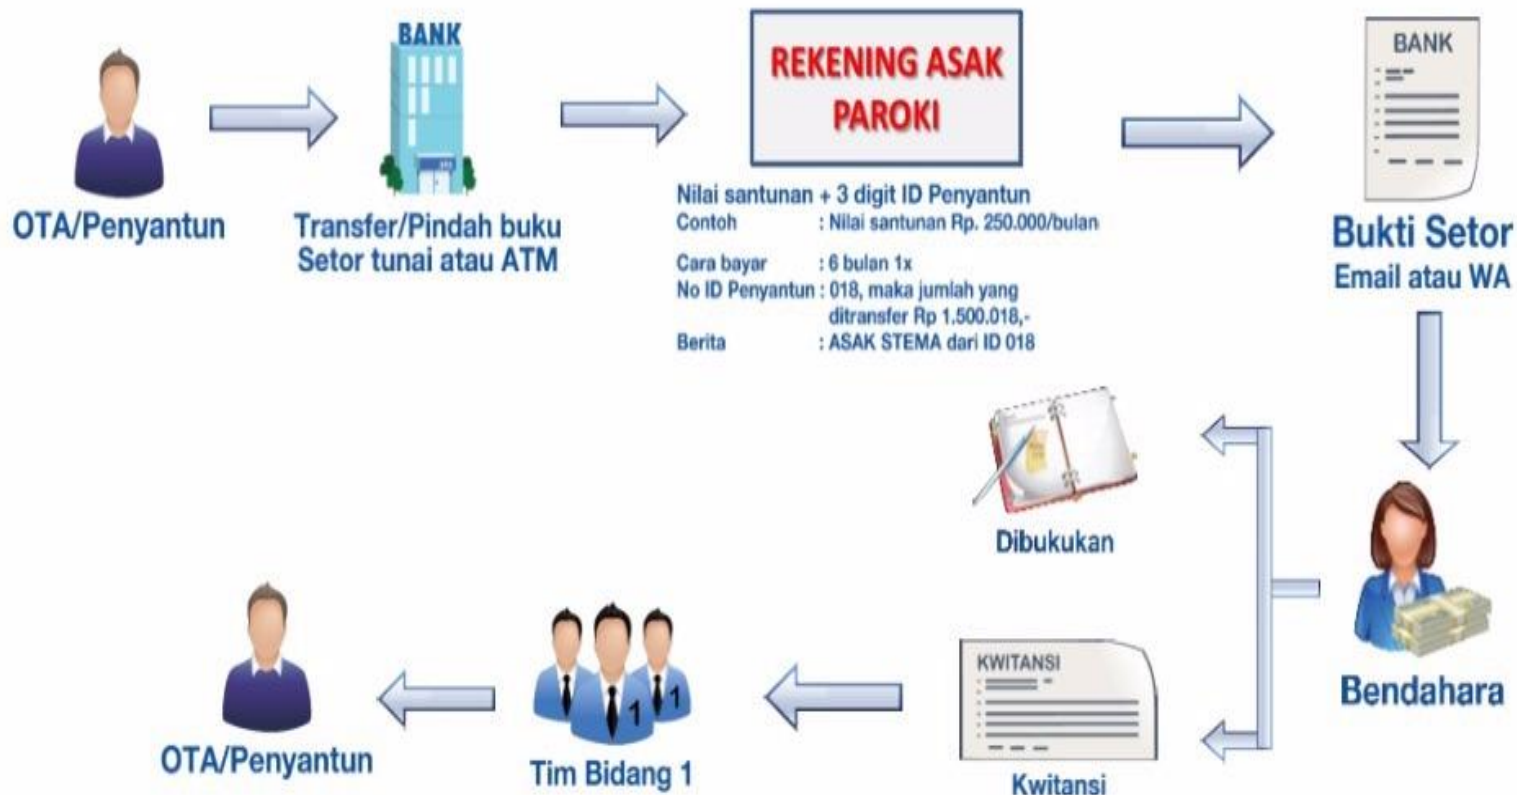 BANK
REKENING ASAK
PAROKI
BANK
OTA/Penyantun
Transfer/Pindah buku
Setor tunai atau ATM
Nilai santunan + 3 digit ID Penyantun
Contoh : Nilai santunan Rp. 250.000/bulan
Cara bayar : 6 bulan 1x
No ID Penyantun : 018, maka jumlah yang
ditransfer Rp 1.500.018,-
Berita : ASAK STEMA dari ID 018
Bukti Setor
Email atau WA
Dibukukan
Bendahara
KWITANSI
Kwitansi
1 1
Tim Bidang 1
OTA/Penyantun